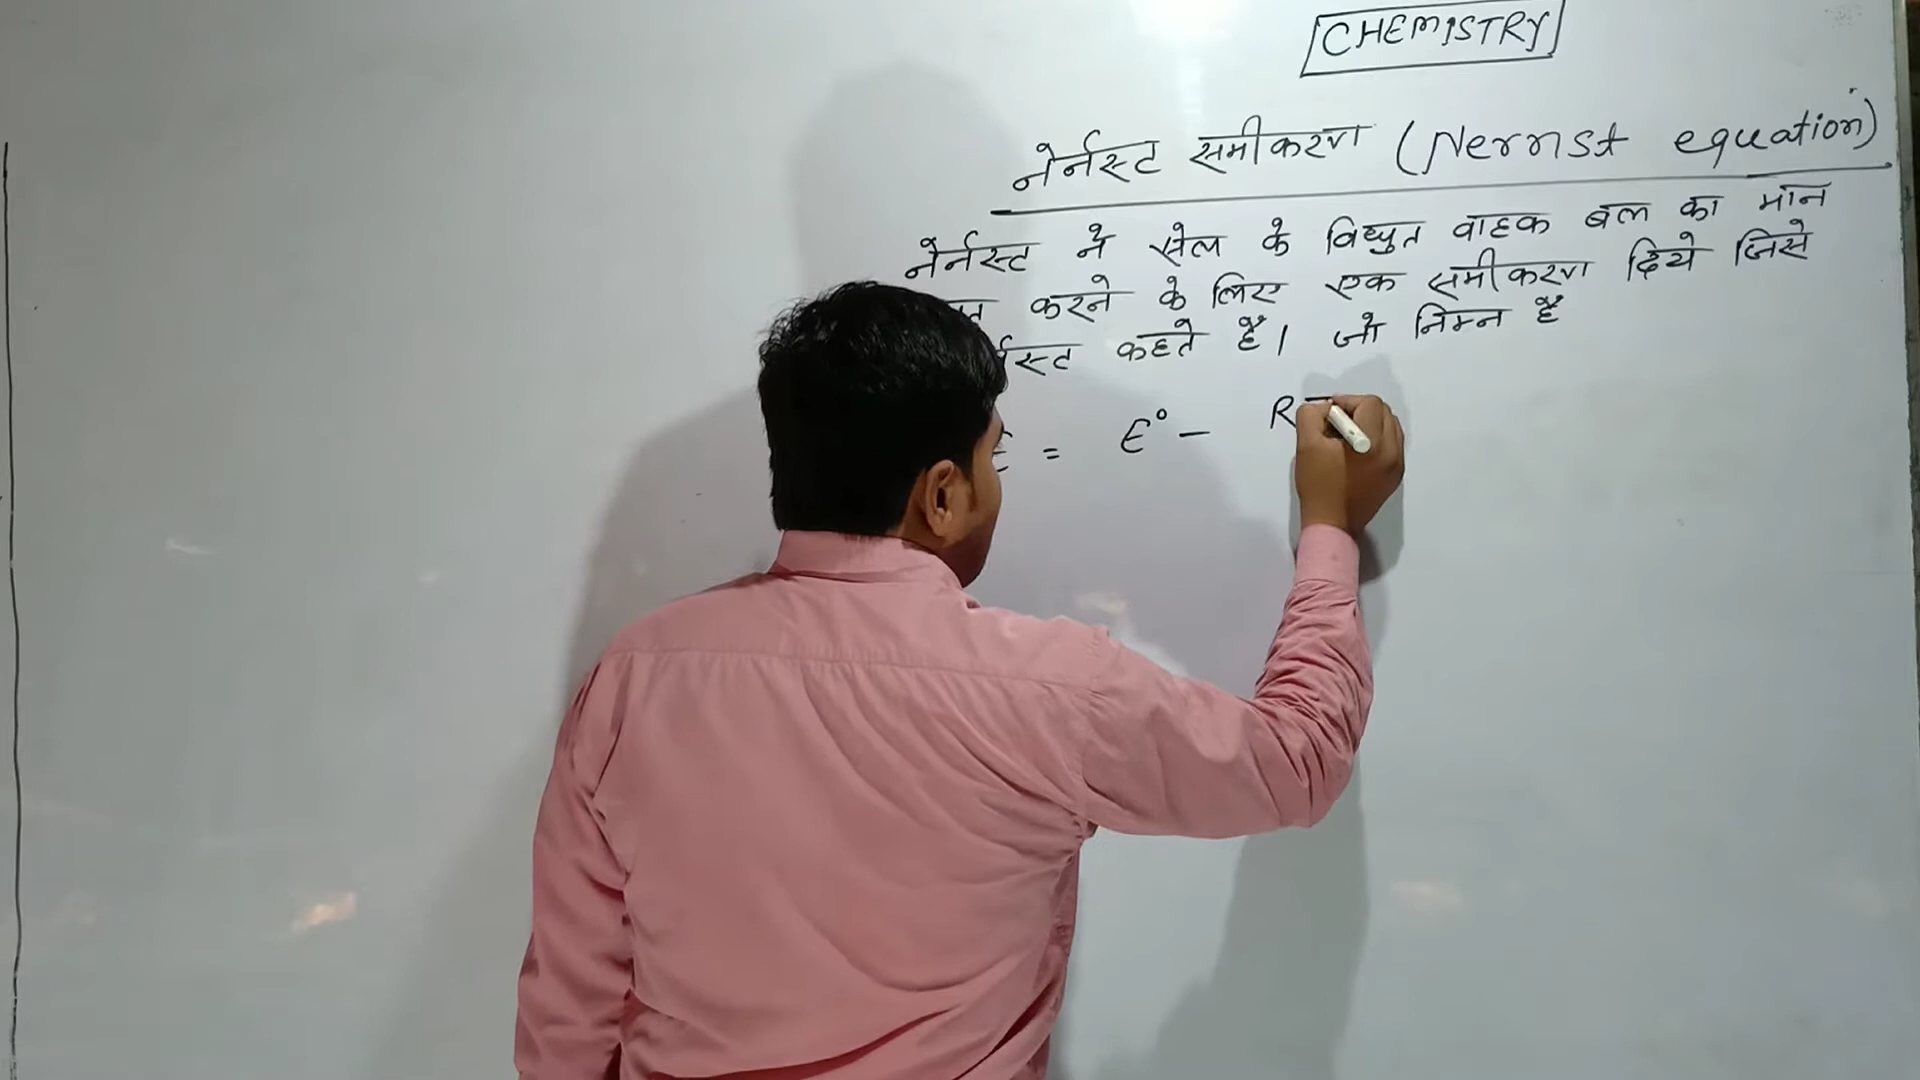 CHEMISTRY
नेर्नस्ट समीकरण (Nernst equation)
नेर्नस्ट ने सेल के विद्युत वाहक बल का मान
करने के लिए एक समीकरण दिये जिसे
कहते हैं। जो निम्न है
= E° - R